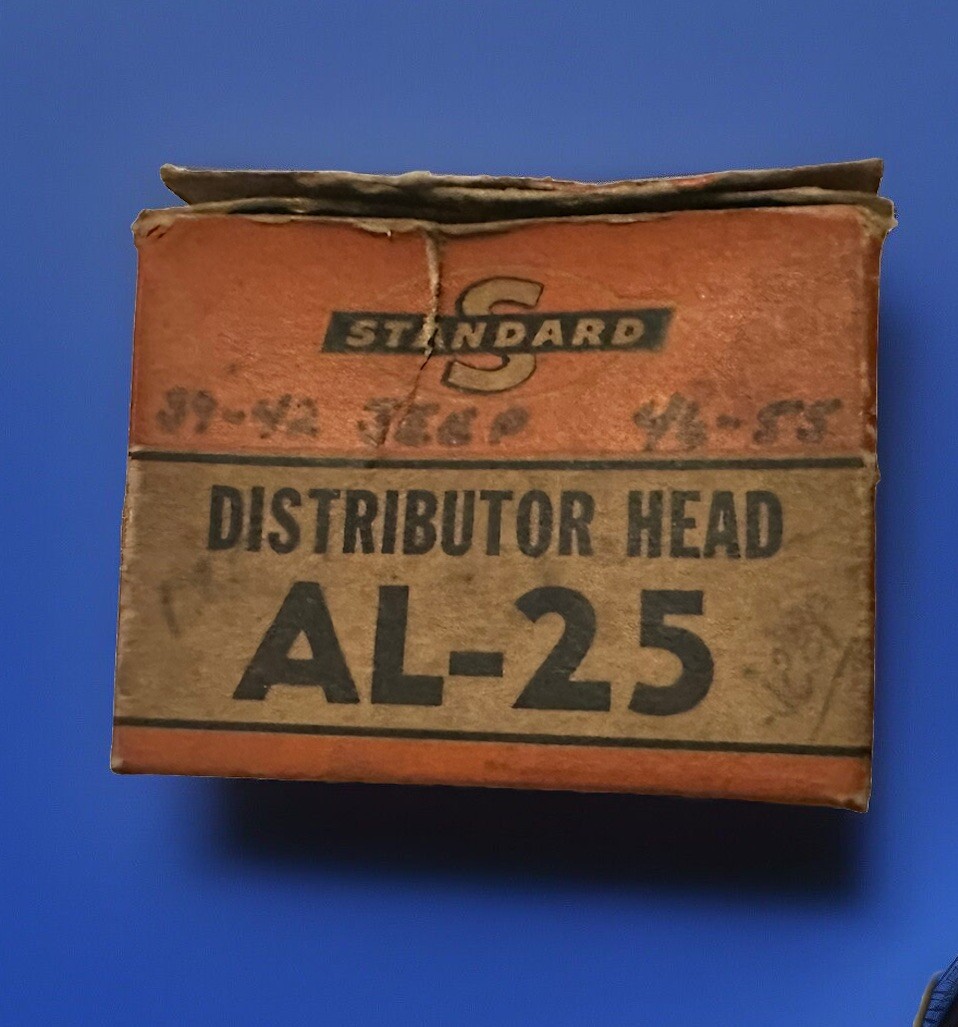 STANDARD
39-42 JEEP 46-55
DISTRIBUTOR HEAD
AL-25